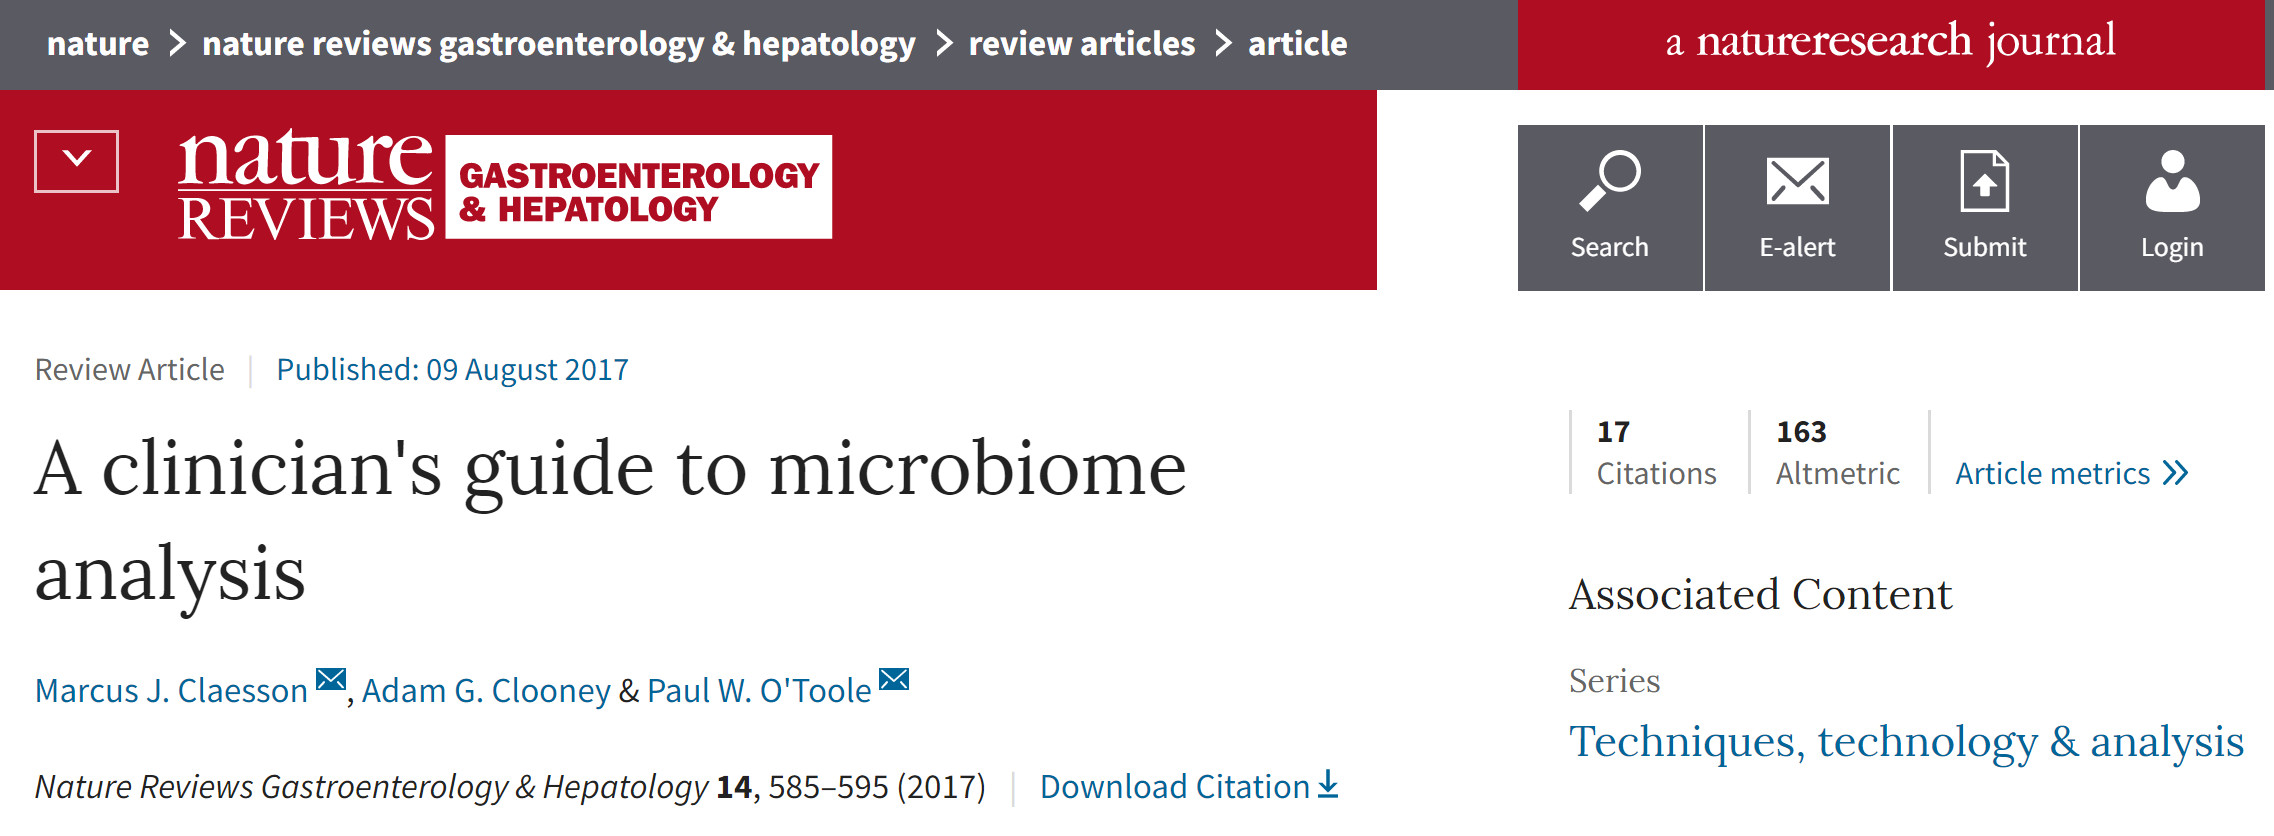 nature > nature reviews gastroenterology & hepatology > review articles > article
a natureresearch journal
nature REVIEWS
GASTROENTEROLOGY
& HEPATOLOGY
Search
E-alert
Submit
Login
Review Article | Published: 09 August 2017
A clinician's guide to microbiome
analysis
Marcus J. Claesson, Adam G. Clooney & Paul W. O'Toole
Nature Reviews Gastroenterology & Hepatology 14, 585–595 (2017) | Download Citation
17
Citations
163
Altmetric
Article metrics
Associated Content
Series
Techniques, technology & analysis